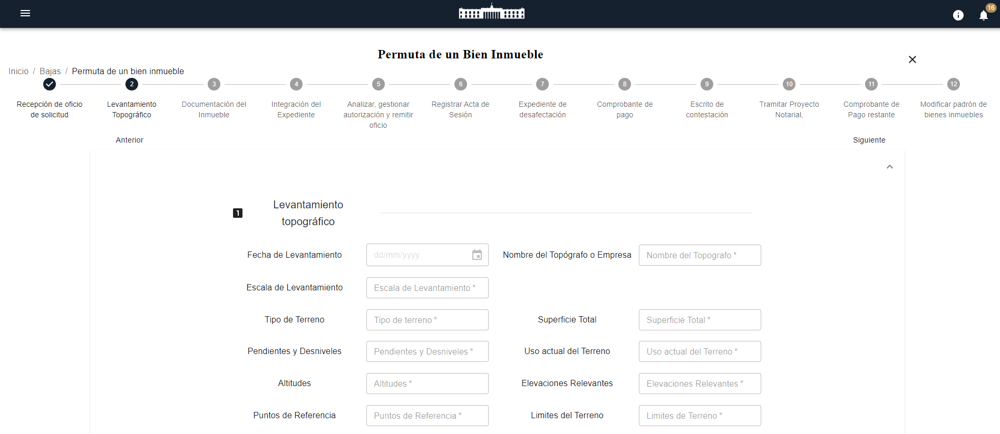 16
Permuta de un Bien Inmueble
Inicio / Bajas / Permuta de un bien inmueble
2 3 4 5 6 7 8 9 10 11 12
Recepción de oficio de solicitud
Levantamiento Topográfico
Documentación del Inmueble
Integración del Expediente
Analizar, gestionar autorización y remitir oficio
Registrar Acta de Sesión
Expediente de desafectación
Comprobante de pago
Escrito de contestación
Tramitar Proyecto Notarial,
Comprobante de Pago restante
Modificar padrón de bienes inmuebles
Anterior
Siguiente
1
Levantamiento
topográfico
Fecha de Levantamiento dd/mm/yyyy Nombre del Topógrafo o Empresa Nombre del Topografo *
Escala de Levantamiento Escala de Levantamiento *
Tipo de Terreno Tipo de terreno * Superficie Total Superficie Total *
Pendientes y Desniveles Pendientes y Desniveles * Uso actual del Terreno Uso actual del Terreno *
Altitudes Altitudes * Elevaciones Relevantes Elevaciones Relevantes *
Puntos de Referencia Puntos de Referencia * Limites del Terreno Limites de Terreno *